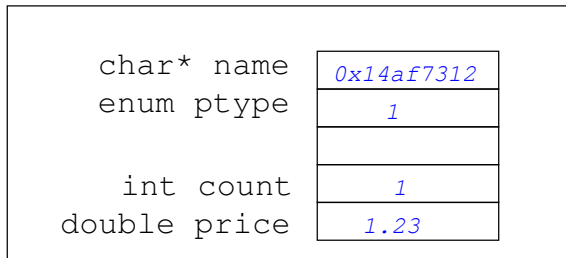 char* name 0x14af7312
enum ptype 1
int count 1
double price 1.23